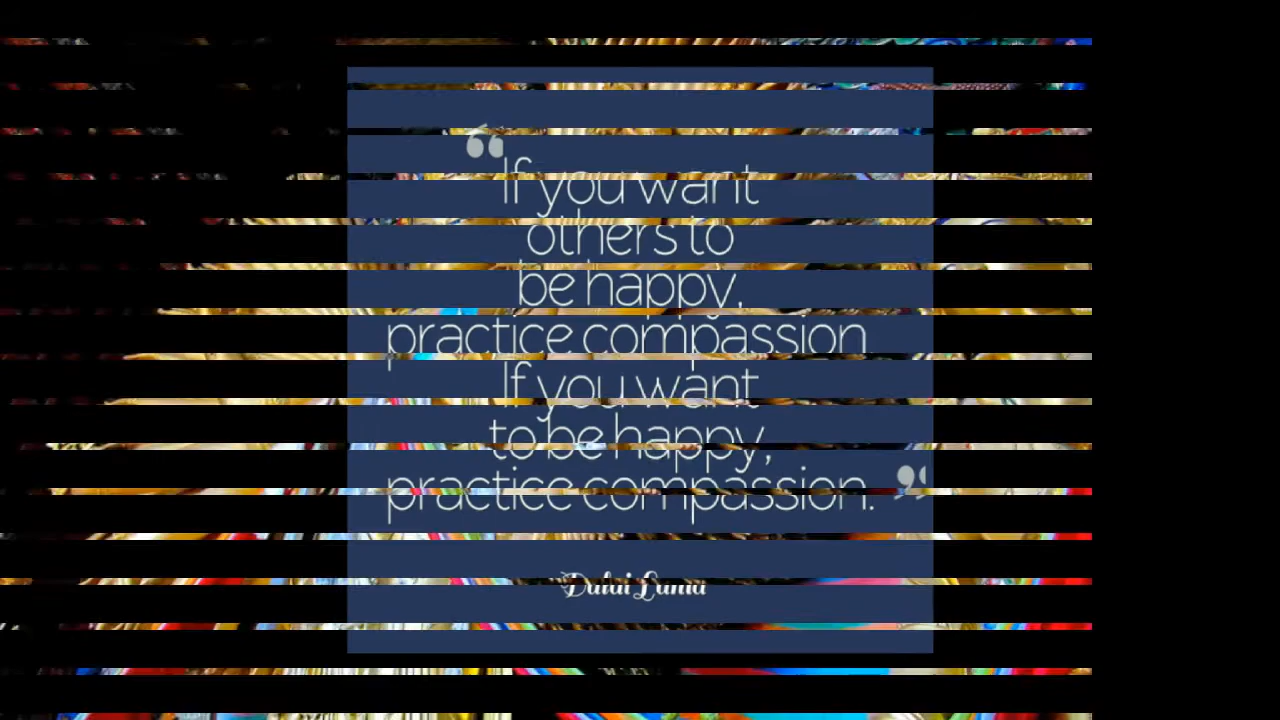 “If you want
others to
be happy,
practice compassion
If you want
to be happy,
practice compassion.”
Dalai Lama